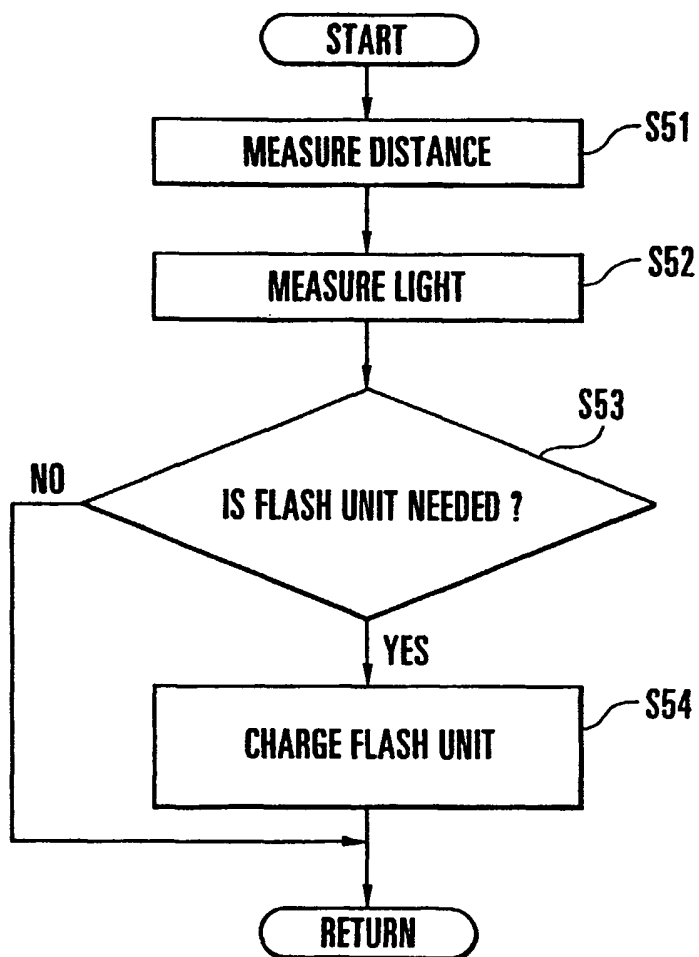 START
MEASURE DISTANCE
S51
MEASURE LIGHT
S52
S53
NO
IS FLASH UNIT NEEDED ?
YES
CHARGE FLASH UNIT
S54
RETURN